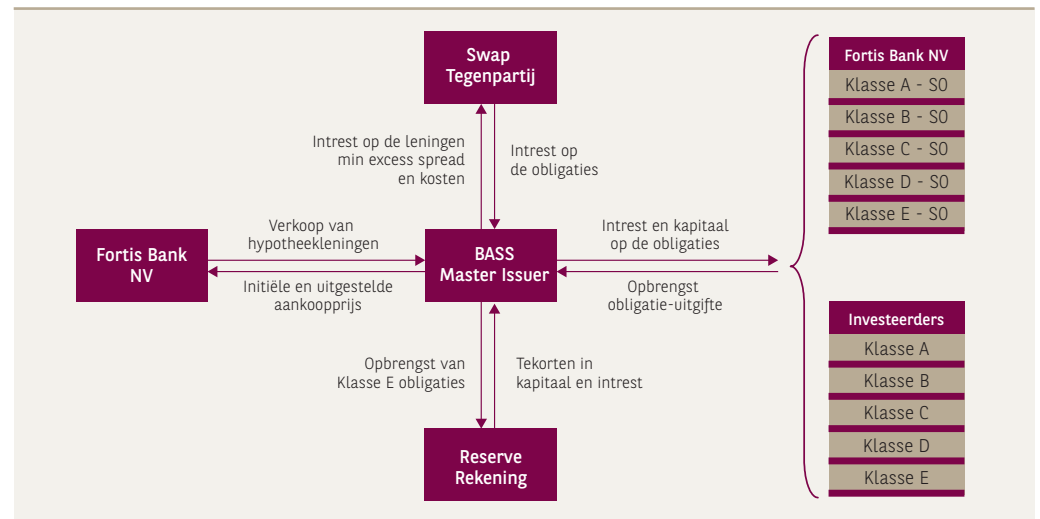 Swap
Tegenpartij
Intrest op de leningen
min excess spread
en kosten
Intrest op
de obligaties
Fortis Bank
NV
Verkoop van
hypotheekleningen
Initiële en uitgestelde
aankoopprijs
BASS
Master Issuer
Intrest en kapitaal
op de obligaties
Opbrengst
obligatie-uitgifte
Opbrengst van
Klasse E obligaties
Tekorten in
kapitaal en intrest
Reserve
Rekening
Fortis Bank NV
Klasse A - SO
Klasse B - SO
Klasse C - SO
Klasse D - SO
Klasse E - SO
Investeerders
Klasse A
Klasse B
Klasse C
Klasse D
Klasse E